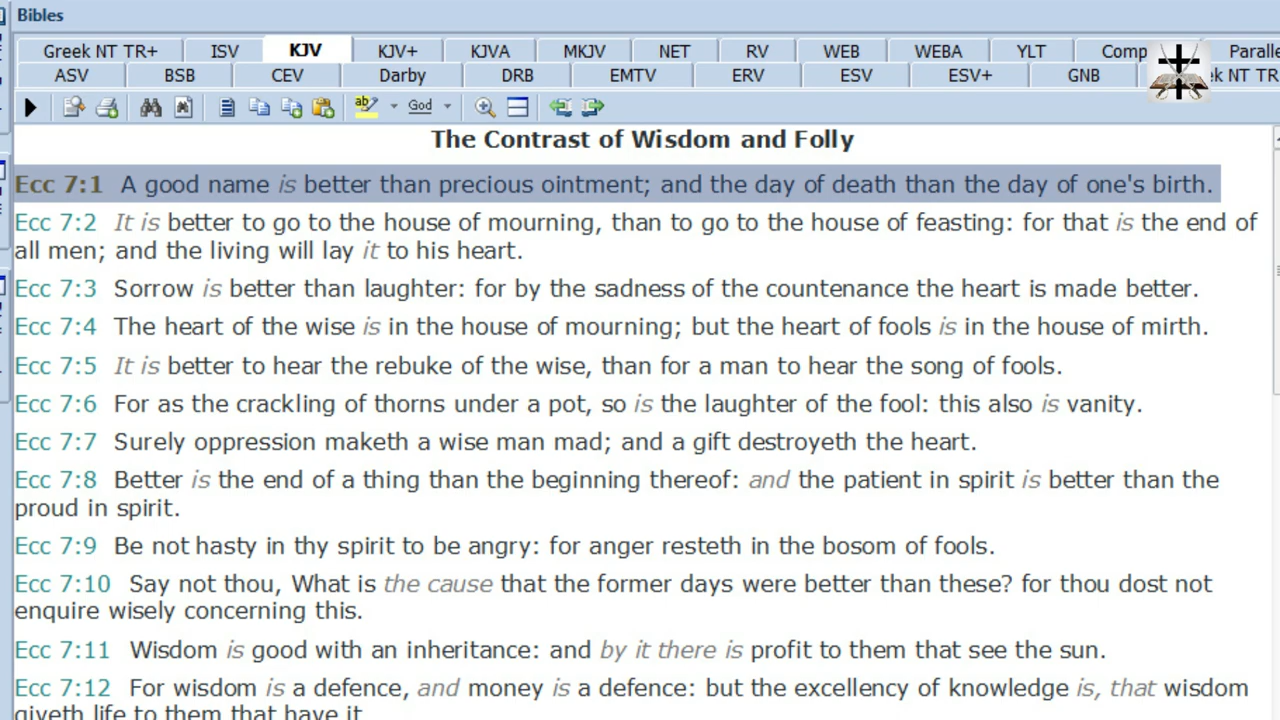 Bibles
Greek NT TR+ ISV KJV KJV+ KJVA MKJV NET RV WEB WEBA YLT Comp Paralle
ASV BSB CEV Darby DRB EMTV ERV ESV ESV+ GNB ek NT TR
ab God
The Contrast of Wisdom and Folly
Ecc 7:1 A good name is better than precious ointment; and the day of death than the day of one's birth.
Ecc 7:2 It is better to go to the house of mourning, than to go to the house of feasting: for that is the end of
all men; and the living will lay it to his heart.
Ecc 7:3 Sorrow is better than laughter: for by the sadness of the countenance the heart is made better.
Ecc 7:4 The heart of the wise is in the house of mourning; but the heart of fools is in the house of mirth.
Ecc 7:5 It is better to hear the rebuke of the wise, than for a man to hear the song of fools.
Ecc 7:6 For as the crackling of thorns under a pot, so is the laughter of the fool: this also is vanity.
Ecc 7:7 Surely oppression maketh a wise man mad; and a gift destroyeth the heart.
Ecc 7:8 Better is the end of a thing than the beginning thereof: and the patient in spirit is better than the
proud in spirit.
Ecc 7:9 Be not hasty in thy spirit to be angry: for anger resteth in the bosom of fools.
Ecc 7:10 Say not thou, What is the cause that the former days were better than these? for thou dost not
enquire wisely concerning this.
Ecc 7:11 Wisdom is good with an inheritance: and by it there is profit to them that see the sun.
Ecc 7:12 For wisdom is a defence, and money is a defence: but the excellency of knowledge is, that wisdom
giveth life to them that have it